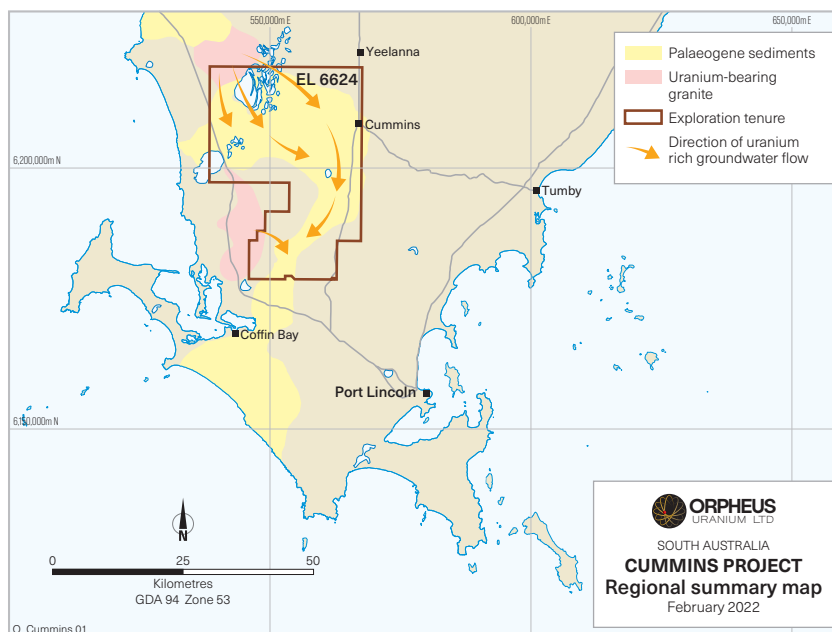 550,000m E
600,000m E
650,000m E
Yeelanna
EL 6624
Cummins
6,200,000m N
Tumby
Palaeogene sediments
Uranium-bearing
granite
Exploration tenure
Direction of uranium
rich groundwater flow
Coffin Bay
Port Lincoln
6,150,000m N
N
0 25 50
Kilometres
GDA 94 Zone 53
O_Cummins 01
ORPHEUS
URANIUM LTD
SOUTH AUSTRALIA
CUMMINS PROJECT
Regional summary map
February 2022